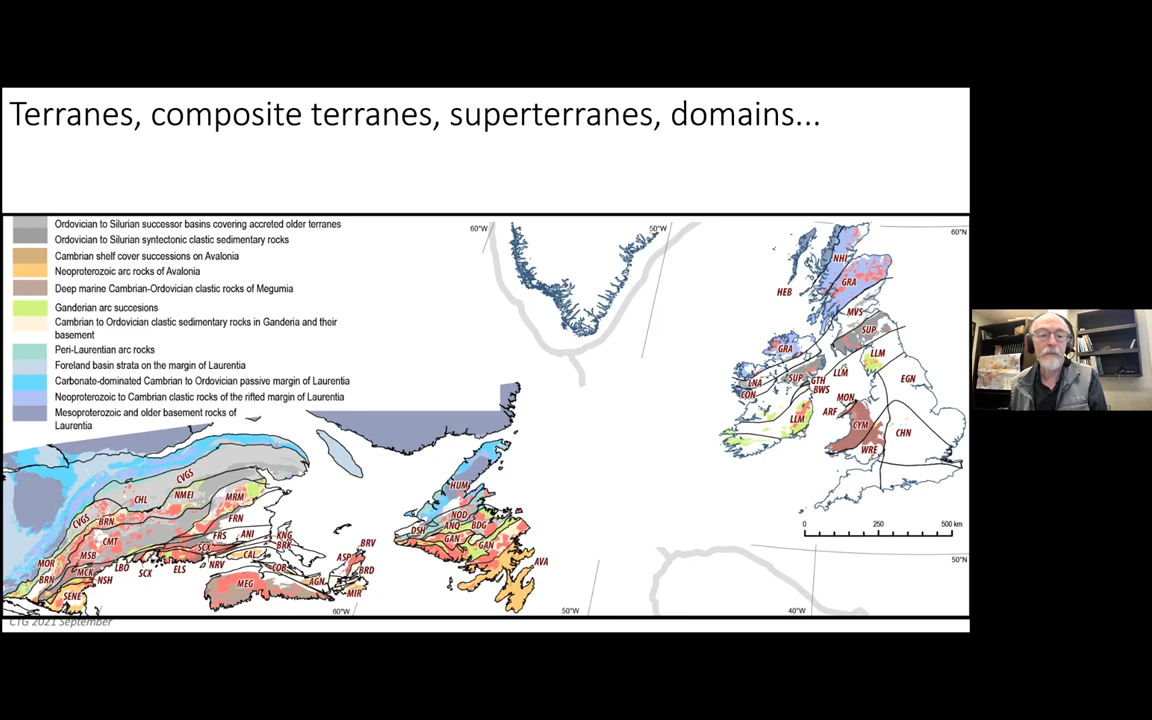 Terranes, composite terranes, superterranes, domains...
Ordovician to Silurian successor basins covering accreted older terranes
Ordovician to Silurian syntectonic clastic sedimentary rocks
Cambrian shelf cover successions on Avalonia
Neoproterozoic arc rocks of Avalonia
Deep marine Cambrian-Ordovician clastic rocks of Megumia
Ganderian arc succesions
Cambrian to Ordovician clastic sedimentary rocks in Ganderia and their
basement
Peri-Laurentian arc rocks
Foreland basin strata on the margin of Laurentia
Carbonate-dominated Cambrian to Ordovician passive margin of Laurentia
Neoproterozoic to Cambrian clastic rocks of the rifted margin of Laurentia
Mesoproterozoic and older basement rocks of
Laurentia
60°W
50°W
60°N
NHI
GRA
HEB
MVS
SUP
GRA
LLM
LNA
SUP
GTH
LLM
EGN
CON
BWS
MON
LLM
ARF
CYM
CHN
WRE
0 250 500 km
50°N
40°W
50°W
60°W
CVGS
CHL
NMEI
MRM
CVGS
BRN
FRN
CMT
FRS
ANI
KNG
BRK
MSB
SCX
CAL
MOR
LBO
NRV
COB
MCK
SCX
ELS
BRN
NSH
SENE
MEG
AGN
BRV
ASP
BRD
MIR
HUM
NOD
DSH
ANQ
BDG
GAN
GAN
AVA
CTG 2021 September